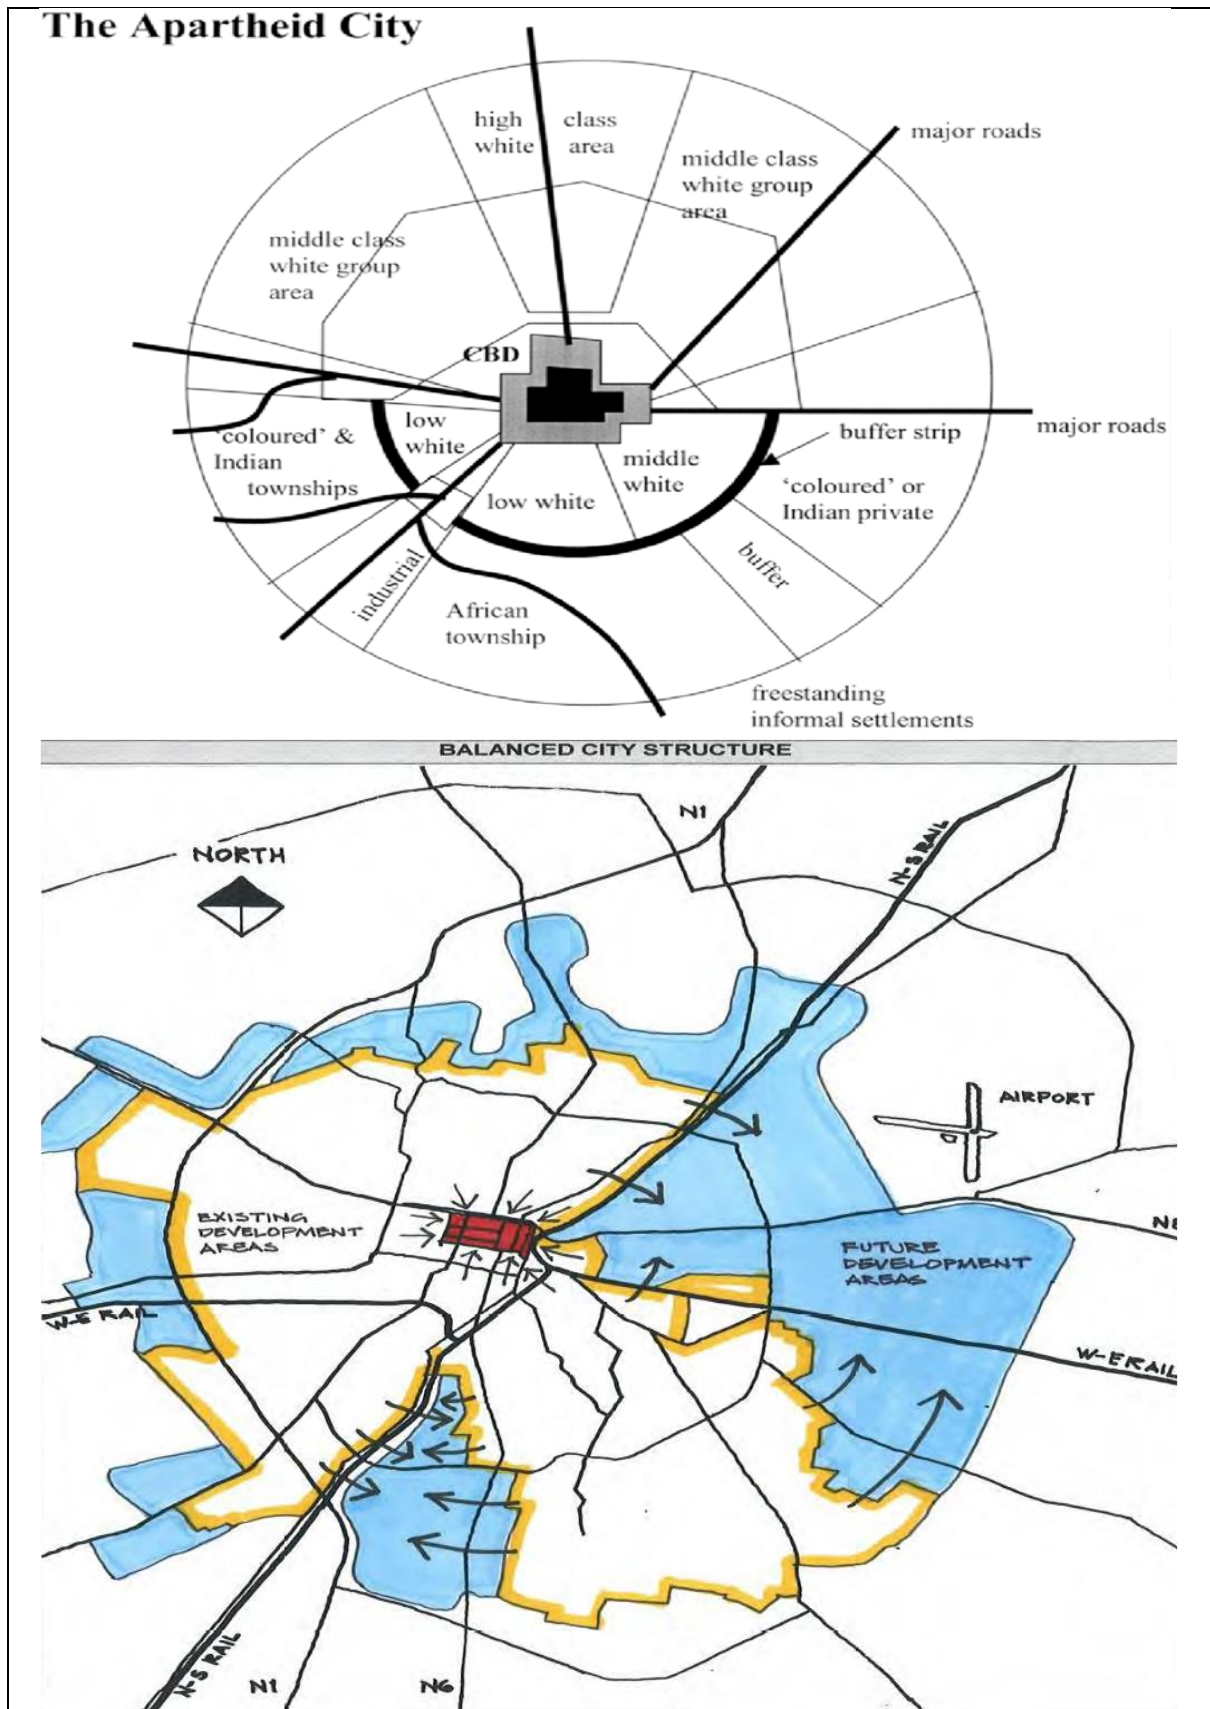 The Apartheid City
high class
white area
major roads
middle class
white group
area
middle class
white group
area
CBD
low
white
buffer strip
major roads
'coloured' &
Indian
townships
middle
white
low white
'coloured' or
Indian private
buffer
industrial
African
township
freestanding
informal settlements
BALANCED CITY STRUCTURE
N1
N-S RAIL
NORTH
AIRPORT
EXISTING
DEVELOPMENT
AREAS
N8
FUTURE
DEVELOPMENT
AREAS
W-E RAIL
W-E RAIL
N-S RAIL
N1
N6